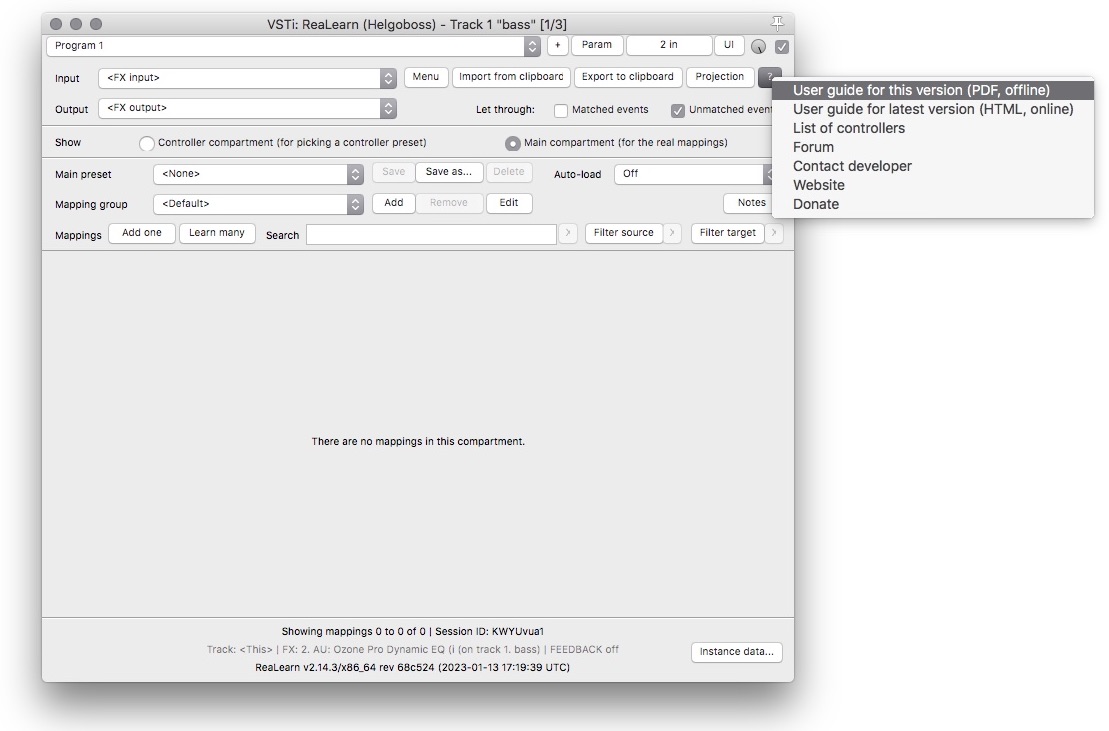 VSTi: ReaLearn (Helgoboss) - Track 1 "bass" [1/3]
Program 1 + Param 2 in UI
Input <FX input> Menu Import from clipboard Export to clipboard Projection ?
Output <FX output> Let through: Matched events Unmatched event
Show Controller compartment (for picking a controller preset) Main compartment (for the real mappings)
Main preset <None> Save Save as... Delete Auto-load Off
Mapping group <Default> Add Remove Edit Notes
Mappings Add one Learn many Search > Filter source > Filter target >
User guide for this version (PDF, offline)
User guide for latest version (HTML, online)
List of controllers
Forum
Contact developer
Website
Donate
There are no mappings in this compartment.
Showing mappings 0 to 0 of 0 | Session ID: KWYUvua1
Track: <This> | FX: 2. AU: Ozone Pro Dynamic EQ (i (on track 1. bass) | FEEDBACK off
Instance data...
ReaLearn v2.14.3/x86_64 rev 68c524 (2023-01-13 17:19:39 UTC)